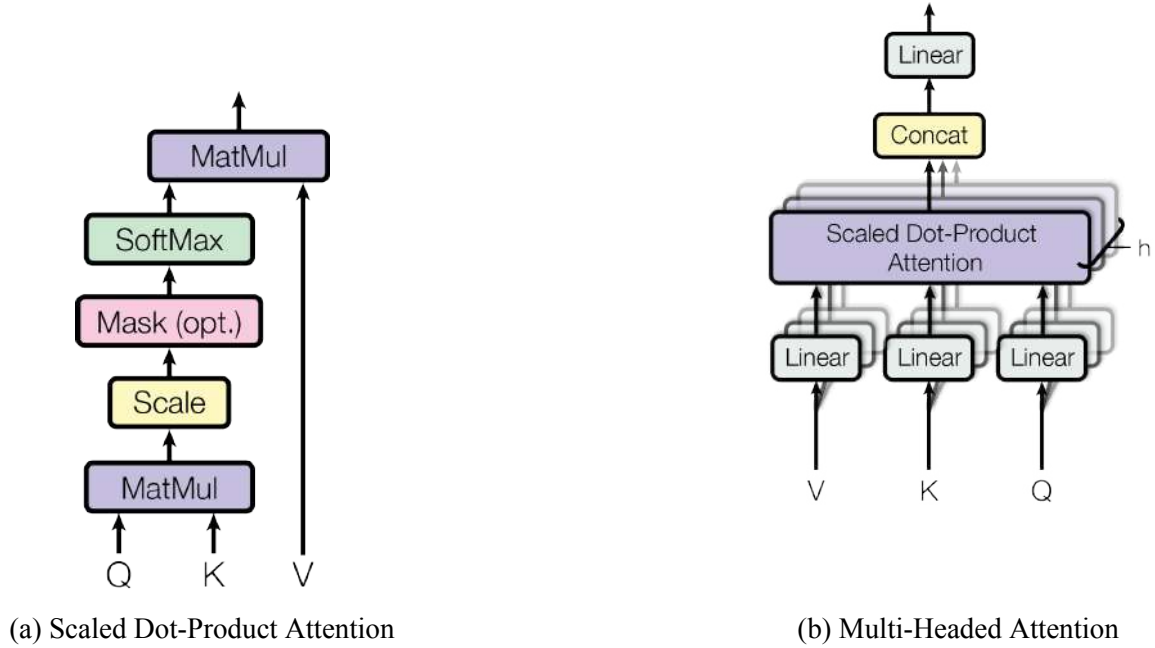 MatMul
SoftMax
Mask (opt.)
Scale
MatMul
Q K V
(a) Scaled Dot-Product Attention
Linear
Concat
Scaled Dot-Product
Attention
h
Linear Linear Linear
V K Q
(b) Multi-Headed Attention